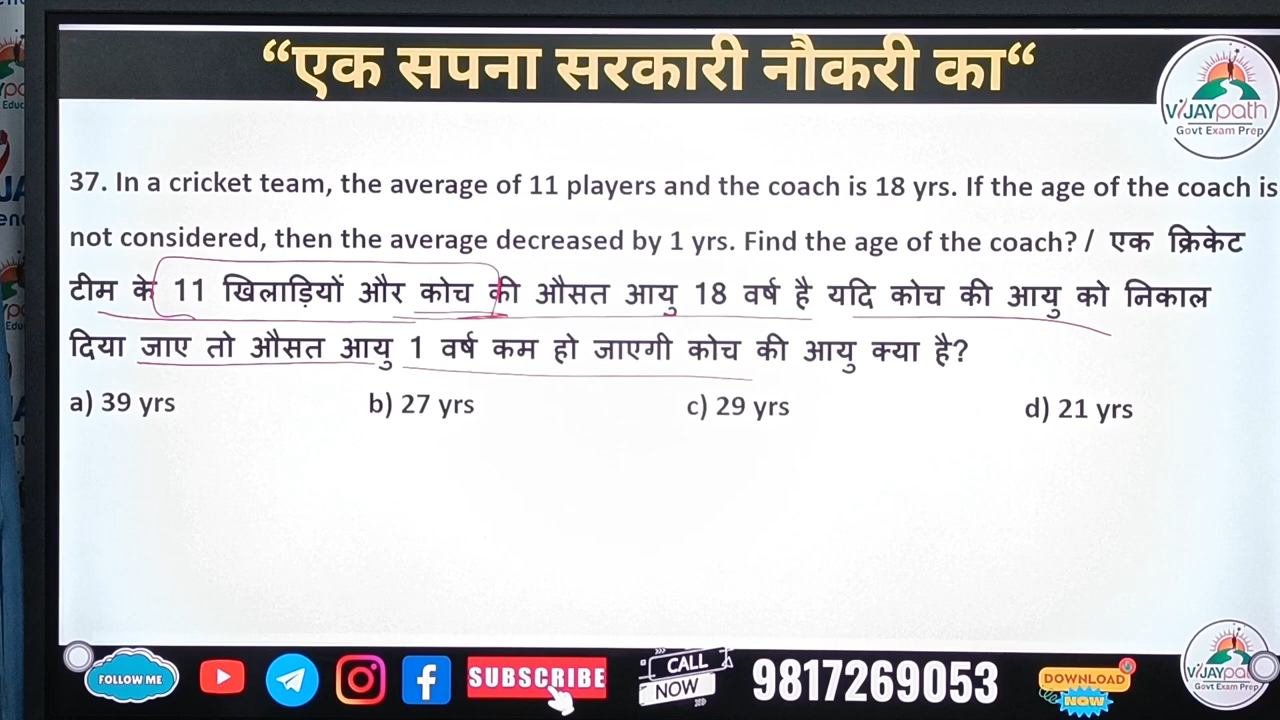 “एक सपना सरकारी नौकरी का“
ViJAYpath
Govt Exam Prep
37. In a cricket team, the average of 11 players and the coach is 18 yrs. If the age of the coach is
not considered, then the average decreased by 1 yrs. Find the age of the coach? / एक क्रिकेट
टीम के 11 खिलाड़ियों और कोच की औसत आयु 18 वर्ष है यदि कोच की आयु को निकाल
दिया जाए तो औसत आयु 1 वर्ष कम हो जाएगी कोच की आयु क्या है?
a) 39 yrs b) 27 yrs c) 29 yrs d) 21 yrs
FOLLOW ME
SUBSCRIBE
CALL
NOW
9817269053
DOWNLOAD
NOW
Govt Exam Prep